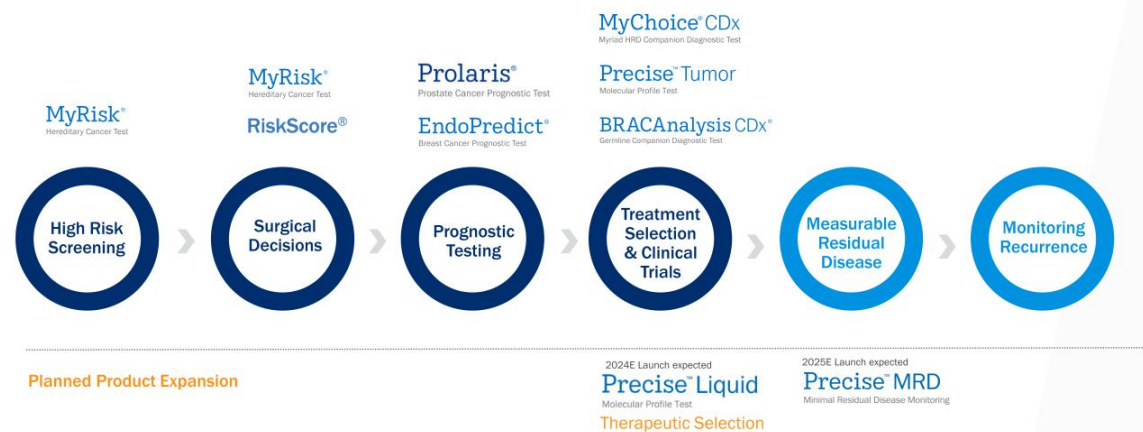 MyRisk®
Hereditary Cancer Test
MyRisk®
Hereditary Cancer Test
RiskScore®
Prolaris®
Prostate Cancer Prognostic Test
EndoPredict®
Breast Cancer Prognostic Test
MyChoice® CDx
Myriad HRD Companion Diagnostic Test
Precise™ Tumor
Molecular Profile Test
BRACAnalysis CDx®
Germline Companion Diagnostic Test
High Risk
Screening
Surgical
Decisions
Prognostic
Testing
Treatment
Selection
& Clinical
Trials
Measurable
Residual
Disease
Monitoring
Recurrence
Planned Product Expansion
2024E Launch expected
Precise™ Liquid
Molecular Profile Test
Therapeutic Selection
2025E Launch expected
Precise™ MRD
Minimal Residual Disease Monitoring